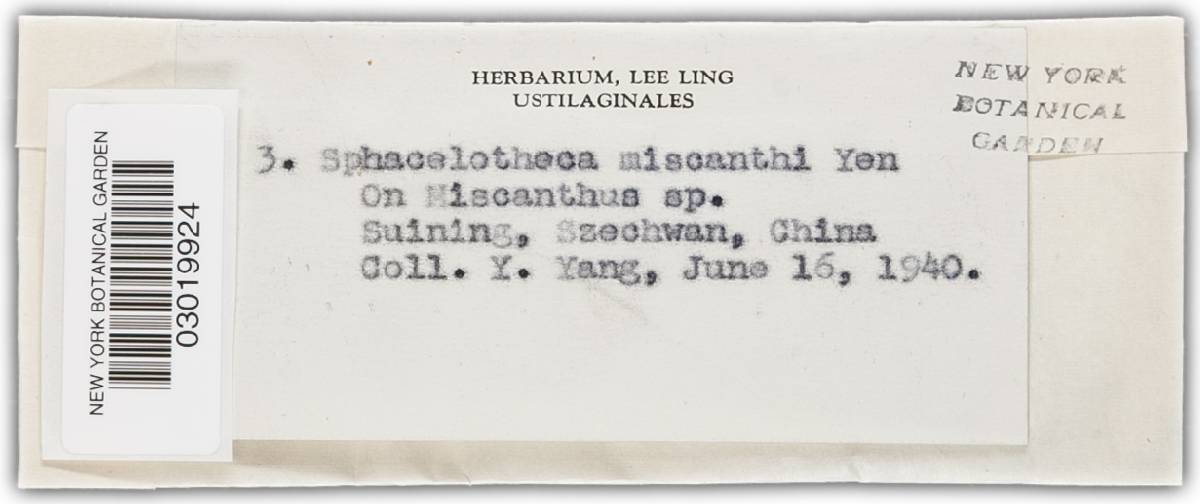 HERBARIUM, LEE LING
USTILAGINALES
NEW YORK
BOTANICAL
GARDEN
3. Sphacelotheca miscanthi Yen
On Miscanthus sp.
Suining, Szechwan, China
Coll. Y. Yang, June 16, 1940.
NEW YORK BOTANICAL GARDEN
03019924